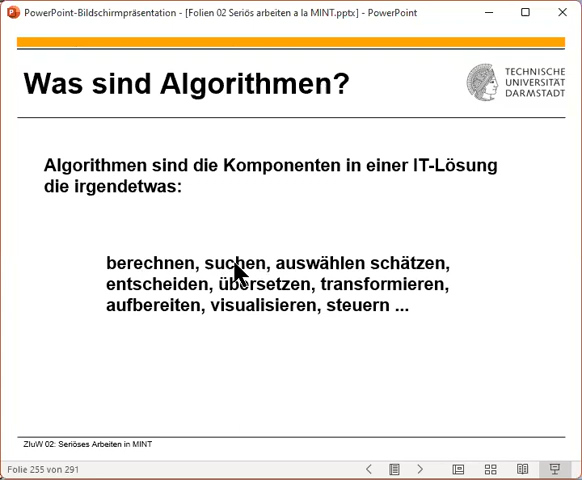 PowerPoint-Bildschirmpräsentation - [Folien 02 Seriös arbeiten a la MINT.pptx] - PowerPoint
Was sind Algorithmen?
TECHNISCHE
UNIVERSITÄT
DARMSTADT
Algorithmen sind die Komponenten in einer IT-Lösung
die irgendetwas:
berechnen, suchen, auswählen schätzen,
entscheiden, übersetzen, transformieren,
aufbereiten, visualisieren, steuern ...
ZIuW 02: Seriöses Arbeiten in MINT
Folie 255 von 291